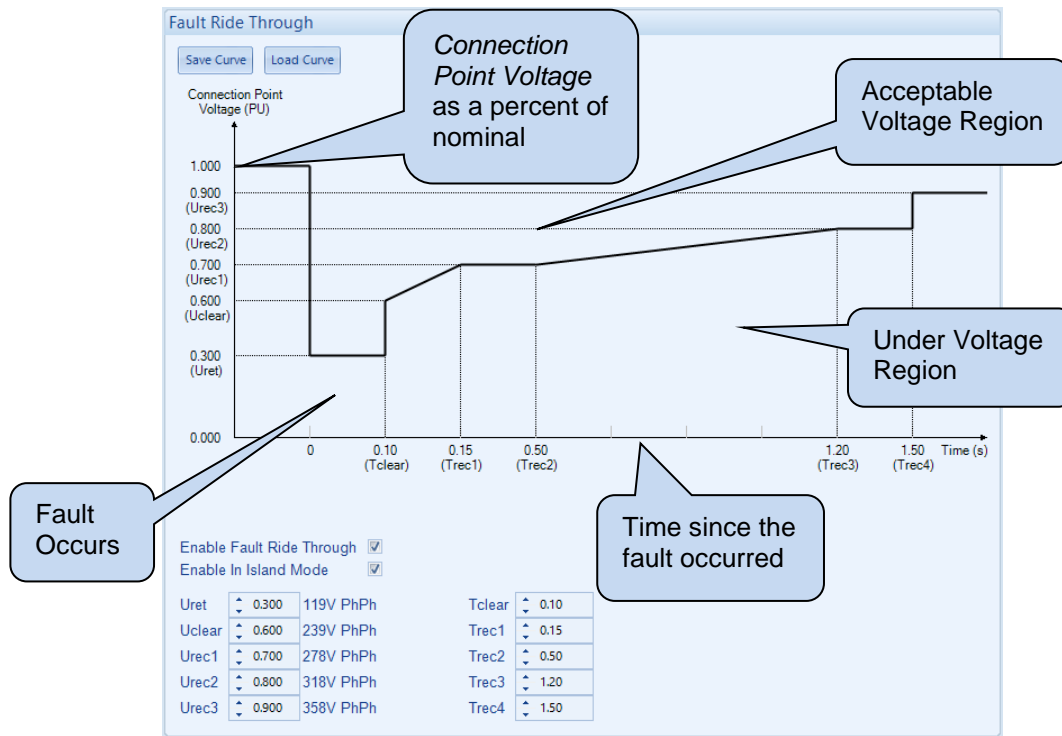 Fault Ride Through
Save Curve Load Curve
Connection Point Voltage as a percent of nominal
Acceptable Voltage Region
Connection Point
Voltage (PU)
1.000
0.900
(Urec3)
0.800
(Urec2)
0.700
(Urec1)
0.600
(Uclear)
0.300
(Uret)
0.000
Under Voltage Region
0 0.10 0.15 0.50 1.20 1.50 Time (s)
(Tclear) (Trec1) (Trec2) (Trec3) (Trec4)
Fault Occurs
Time since the fault occurred
Enable Fault Ride Through
Enable In Island Mode
Uret 0.300 119V PhPh Tclear 0.10
Uclear 0.600 239V PhPh Trec1 0.15
Urec1 0.700 278V PhPh Trec2 0.50
Urec2 0.800 318V PhPh Trec3 1.20
Urec3 0.900 358V PhPh Trec4 1.50